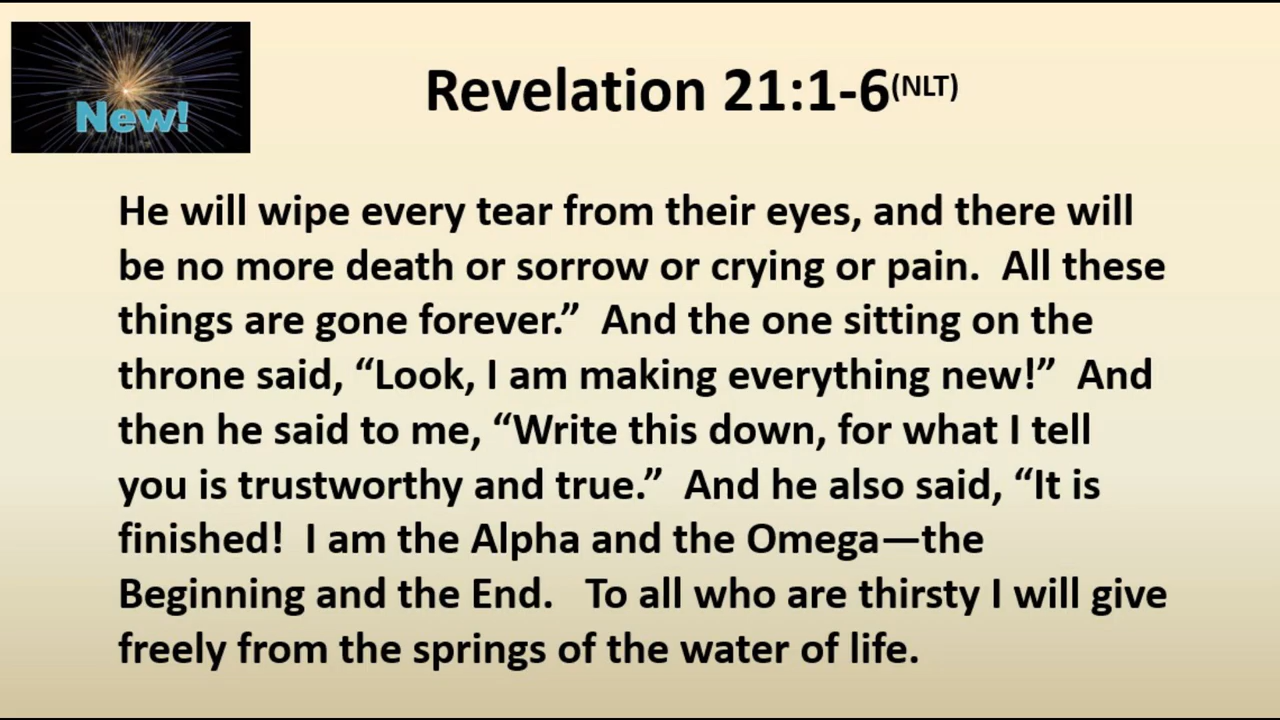 New!
Revelation 21:1-6(NLT)
He will wipe every tear from their eyes, and there will
be no more death or sorrow or crying or pain.  All these
things are gone forever.”  And the one sitting on the
throne said, “Look, I am making everything new!”  And
then he said to me, “Write this down, for what I tell
you is trustworthy and true.”  And he also said, “It is
finished!  I am the Alpha and the Omega—the
Beginning and the End.   To all who are thirsty I will give
freely from the springs of the water of life.